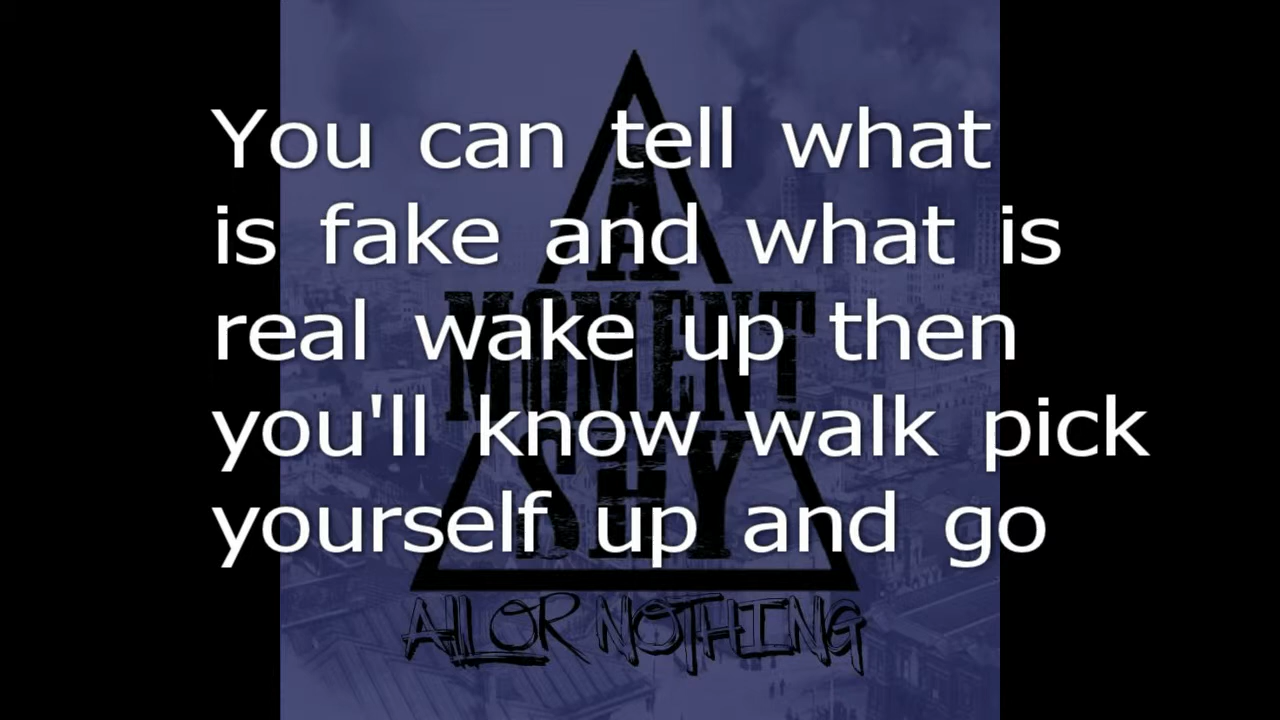 You can tell what
is fake and what is
real wake up then
you'll know walk pick
yourself up and go
A
MOMENT
SHY
ALL OR NOTHING